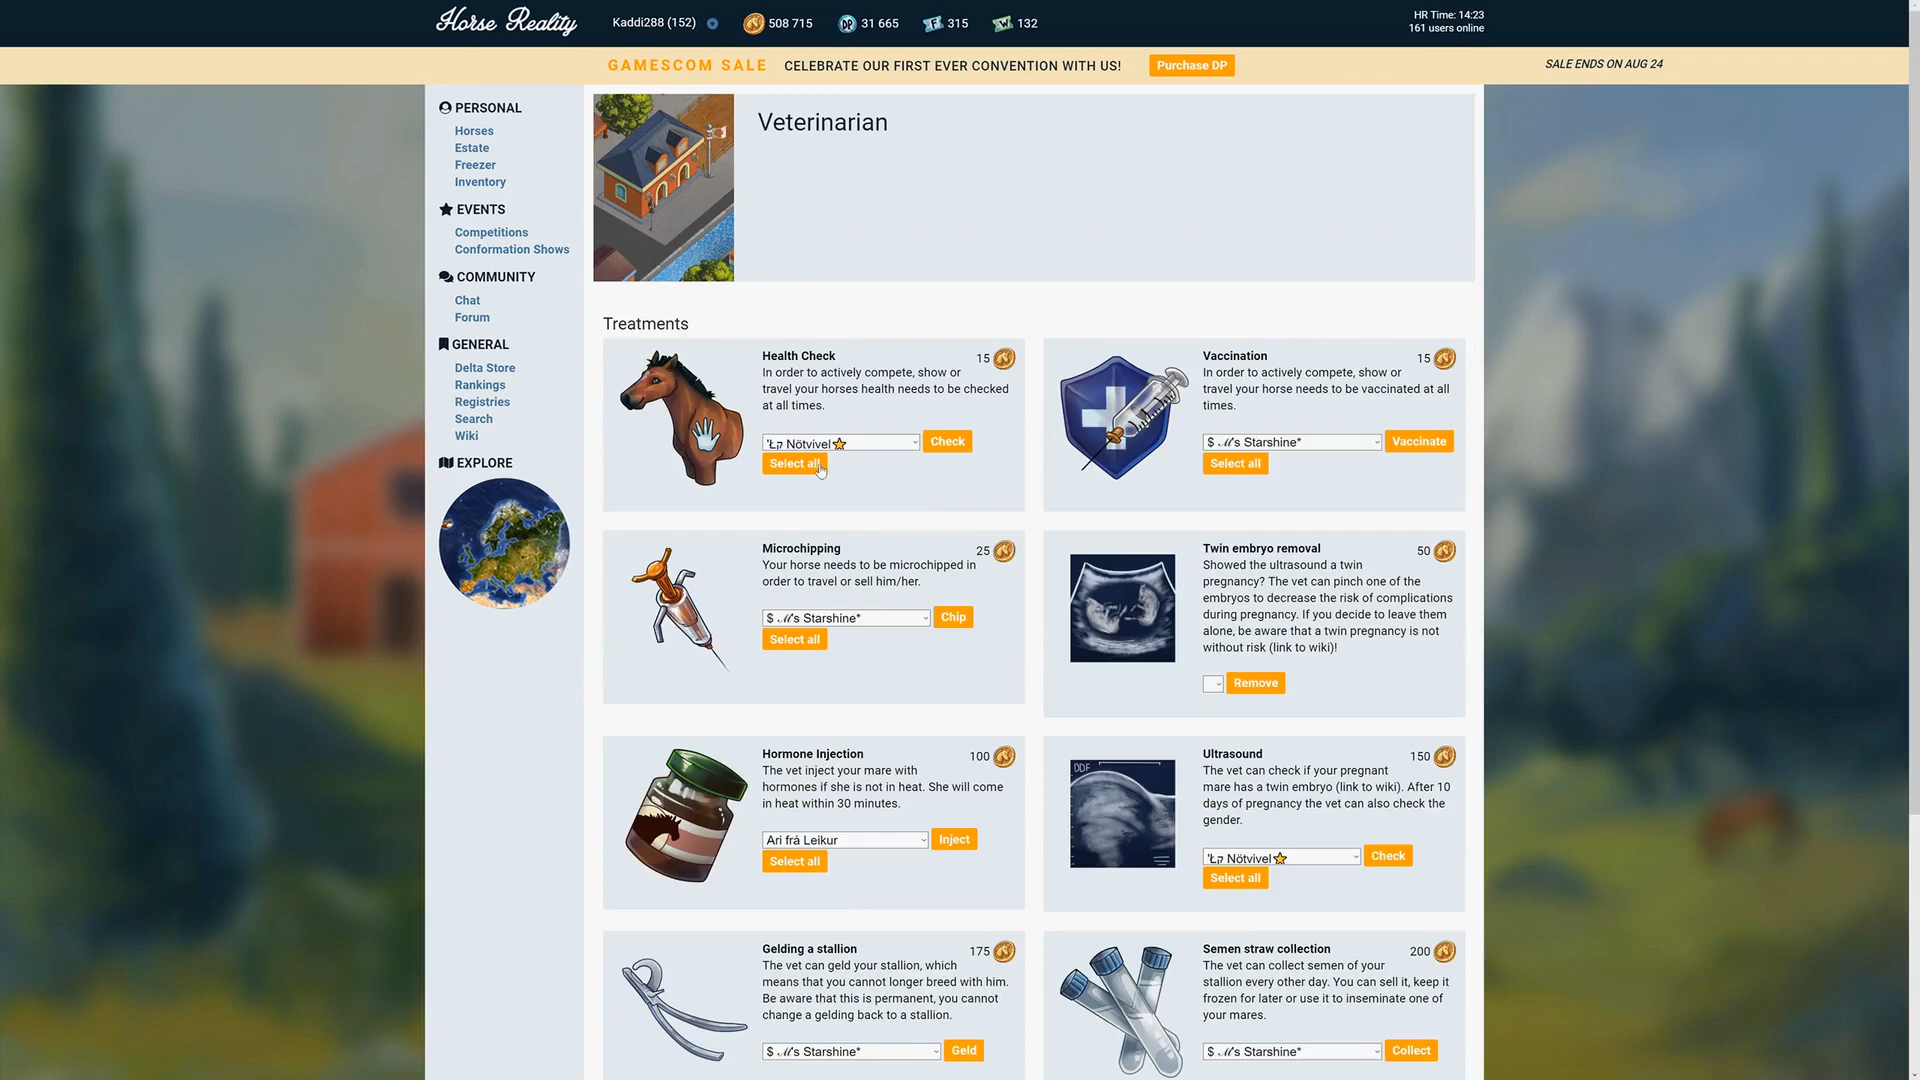 Horse Reality
Kaddi288 (152)
508 715
DP
31 665
F
315
W
132
HR Time: 14:23
161 users online
GAMESCOM SALE
CELEBRATE OUR FIRST EVER CONVENTION WITH US!
Purchase DP
SALE ENDS ON AUG 24
PERSONAL
Horses
Estate
Freezer
Inventory
EVENTS
Competitions
Conformation Shows
COMMUNITY
Chat
Forum
GENERAL
Delta Store
Rankings
Registries
Search
Wiki
EXPLORE
Veterinarian
Treatments
Health Check
15
In order to actively compete, show or
travel your horses health needs to be checked
at all times.
'Łק Nötvivel⭐
Check
Select all
Vaccination
15
In order to actively compete, show or
travel your horse needs to be vaccinated at all
times.
$ ℳ's Starshine*
Vaccinate
Select all
Microchipping
25
Your horse needs to be microchipped in
order to travel or sell him/her.
$ ℳ's Starshine*
Chip
Select all
Twin embryo removal
50
Showed the ultrasound a twin
pregnancy? The vet can pinch one of the
embryos to decrease the risk of complications
during pregnancy. If you decide to leave them
alone, be aware that a twin pregnancy is not
without risk (link to wiki)!
Remove
Hormone Injection
100
The vet inject your mare with
hormones if she is not in heat. She will come
in heat within 30 minutes.
Ari frá Leikur
Inject
Select all
DDF
Ultrasound
150
The vet can check if your pregnant
mare has a twin embryo (link to wiki). After 10
days of pregnancy the vet can also check the
gender.
'Łק Nötvivel⭐
Check
Select all
Gelding a stallion
175
The vet can geld your stallion, which
means that you cannot longer breed with him.
Be aware that this is permanent, you cannot
change a gelding back to a stallion.
$ ℳ's Starshine*
Geld
Semen straw collection
200
The vet can collect semen of your
stallion every other day. You can sell it, keep it
frozen for later or use it to inseminate one of
your mares.
$ ℳ's Starshine*
Collect